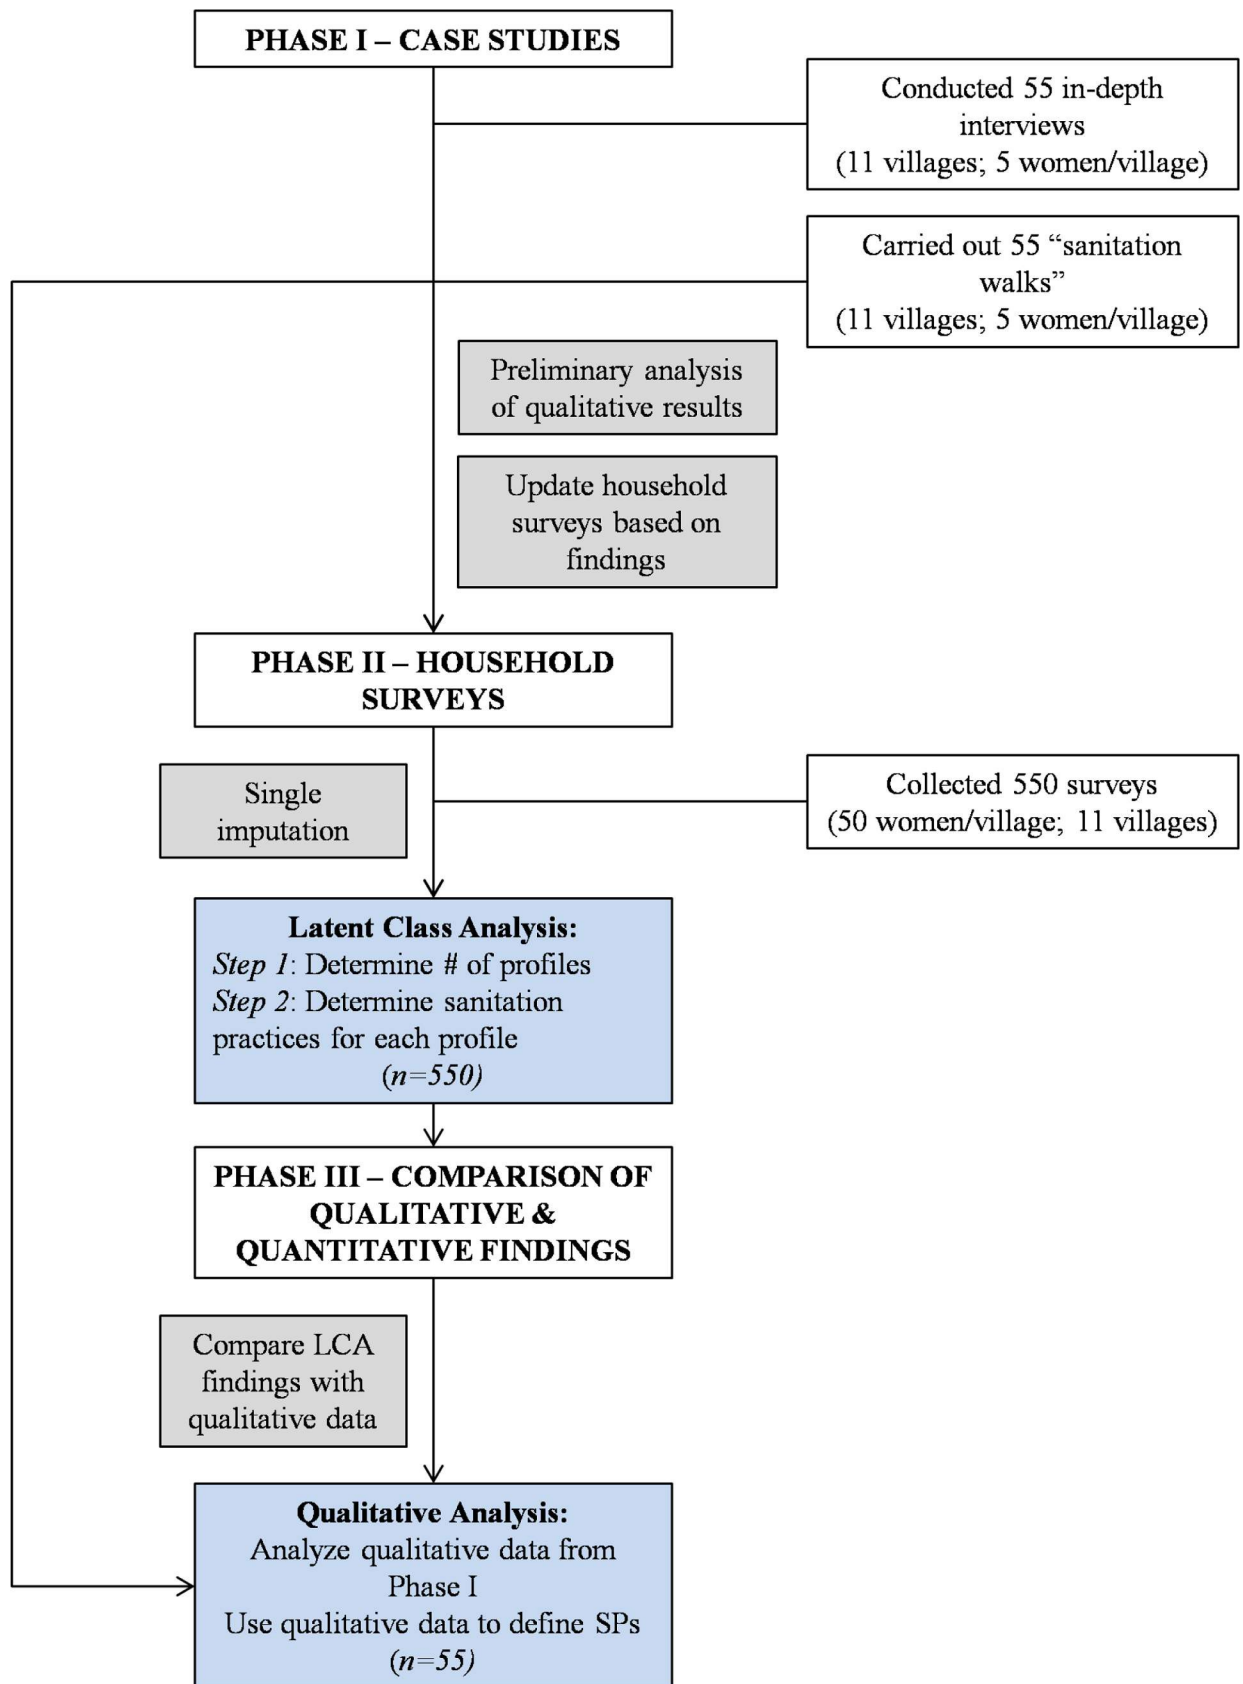 PHASE I – CASE STUDIES
Conducted 55 in-depth
interviews
(11 villages; 5 women/village)
Carried out 55 “sanitation
walks”
(11 villages; 5 women/village)
Preliminary analysis
of qualitative results
Update household
surveys based on
findings
PHASE II – HOUSEHOLD
SURVEYS
Single
imputation
Collected 550 surveys
(50 women/village; 11 villages)
Latent Class Analysis:
Step 1: Determine # of profiles
Step 2: Determine sanitation
practices for each profile
(n=550)
PHASE III – COMPARISON OF
QUALITATIVE &
QUANTITATIVE FINDINGS
Compare LCA
findings with
qualitative data
Qualitative Analysis:
Analyze qualitative data from
Phase I
Use qualitative data to define SPs
(n=55)